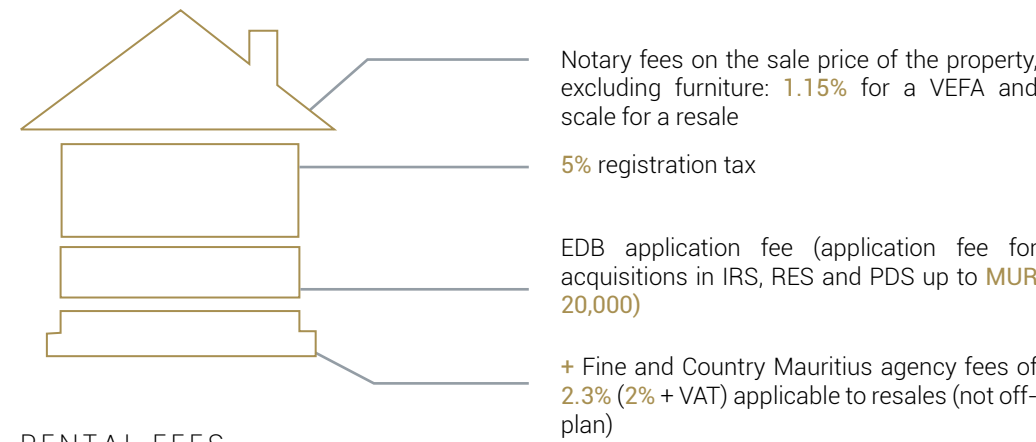 Notary fees on the sale price of the property,
excluding furniture: 1.15% for a VEFA and
scale for a resale
5% registration tax
EDB application fee (application fee for
acquisitions in IRS, RES and PDS up to MUR
20,000)
+ Fine and Country Mauritius agency fees of
2.3% (2% + VAT) applicable to resales (not off-
plan)
RENTAL FEES